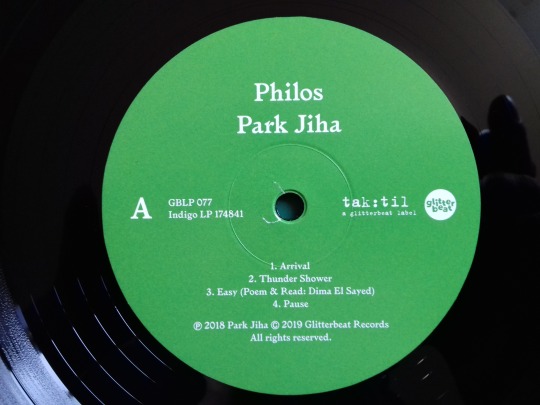 Philos
Park Jiha
A
GBLP 077
Indigo LP 174841
tak:til
a glitterbeat label
glitter
beat
1. Arrival
2. Thunder Shower
3. Easy (Poem & Read: Dima El Sayed)
4. Pause
℗ 2018 Park Jiha © 2019 Glitterbeat Records
All rights reserved.